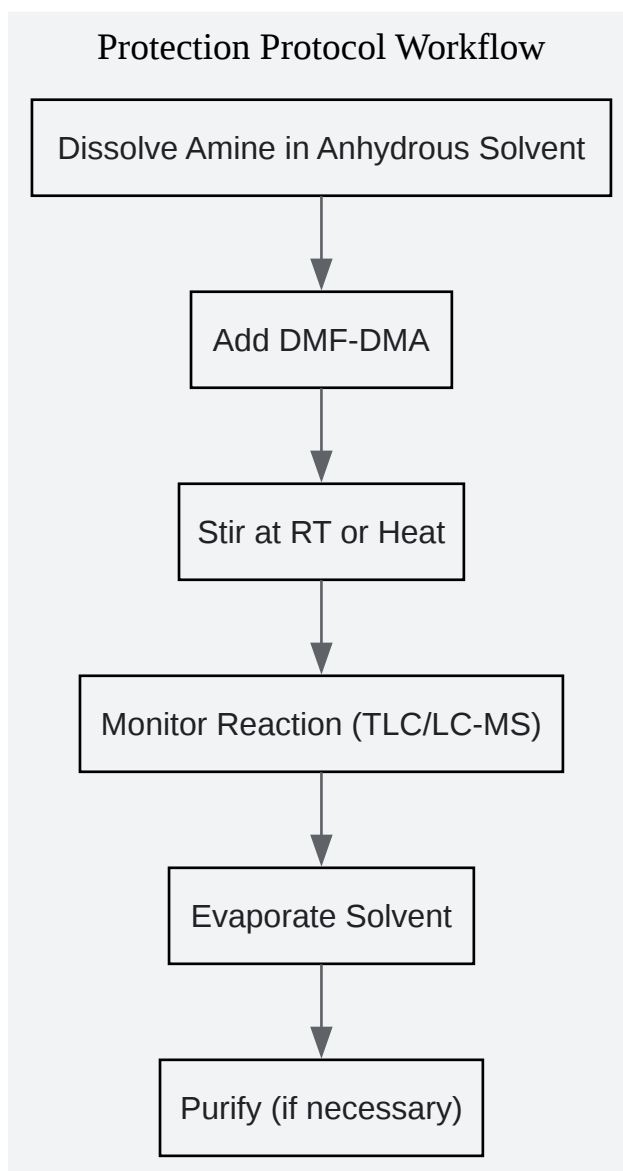 Protection Protocol Workflow
Dissolve Amine in Anhydrous Solvent
Add DMF-DMA
Stir at RT or Heat
Monitor Reaction (TLC/LC-MS)
Evaporate Solvent
Purify (if necessary)